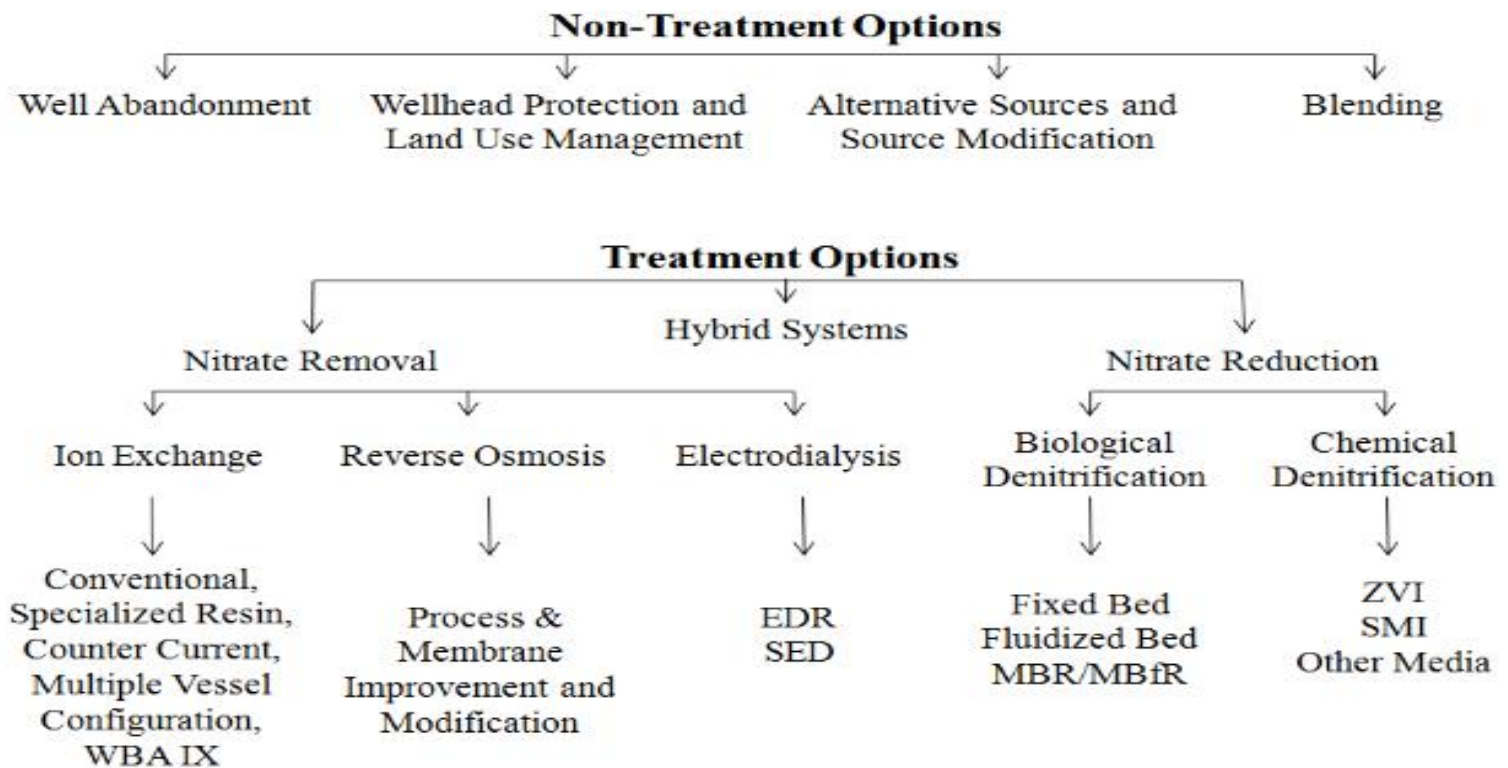 Non-Treatment Options
Well Abandonment
Wellhead Protection and
Land Use Management
Alternative Sources and
Source Modification
Blending
Treatment Options
Nitrate Removal
Hybrid Systems
Nitrate Reduction
Ion Exchange
Reverse Osmosis
Electrodialysis
Biological
Denitrification
Chemical
Denitrification
Conventional,
Specialized Resin,
Counter Current,
Multiple Vessel
Configuration,
WBA IX
Process &
Membrane
Improvement and
Modification
EDR
SED
Fixed Bed
Fluidized Bed
MBR/MBfR
ZVI
SMI
Other Media